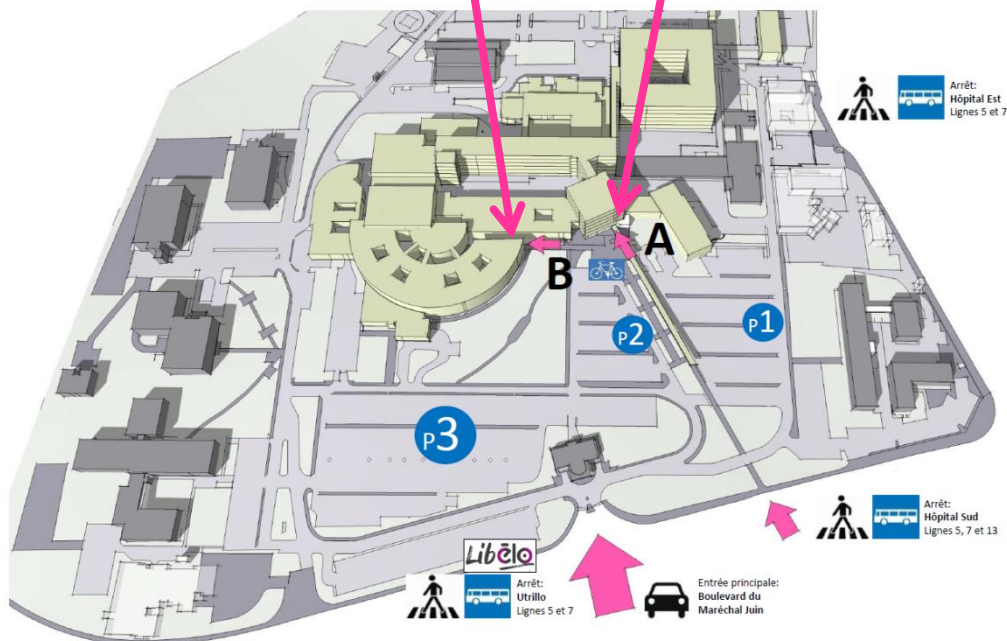 Arrêt:
Hôpital Est
Lignes 5 et 7
A
B
P1
P2
P3
Arrêt:
Hôpital Sud
Lignes 5, 7 et 13
Libélo
Arrêt:
Utrillo
Lignes 5 et 7
Entrée principale:
Boulevard du
Maréchal Juin